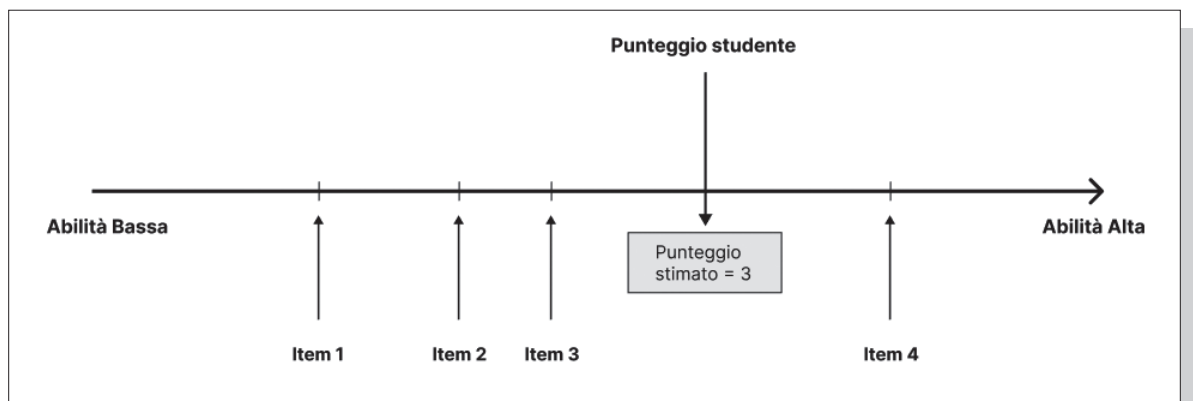 Punteggio studente
Abilità Bassa
Abilità Alta
Punteggio
stimato = 3
Item 1
Item 2
Item 3
Item 4